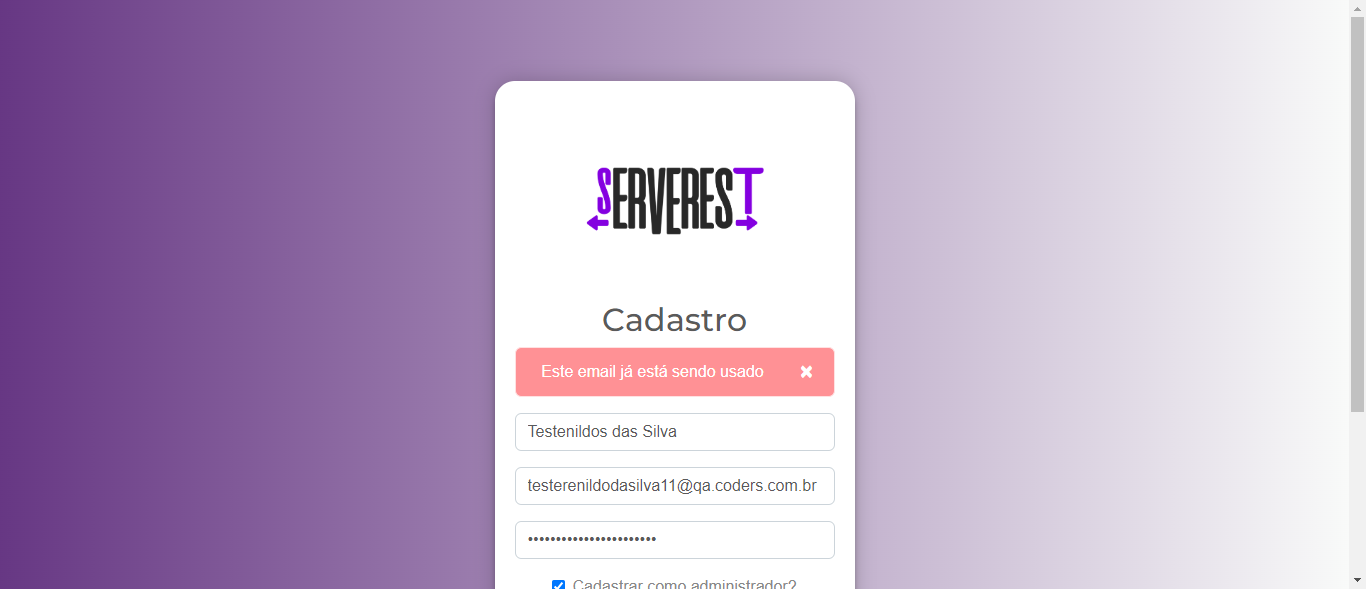 SERVEREST
Cadastro
Este email já está sendo usado
Testenildos das Silva
testerenildodasilva11@qa.coders.com.br
•••••••••••••••••••••••
Cadastrar como administrador?